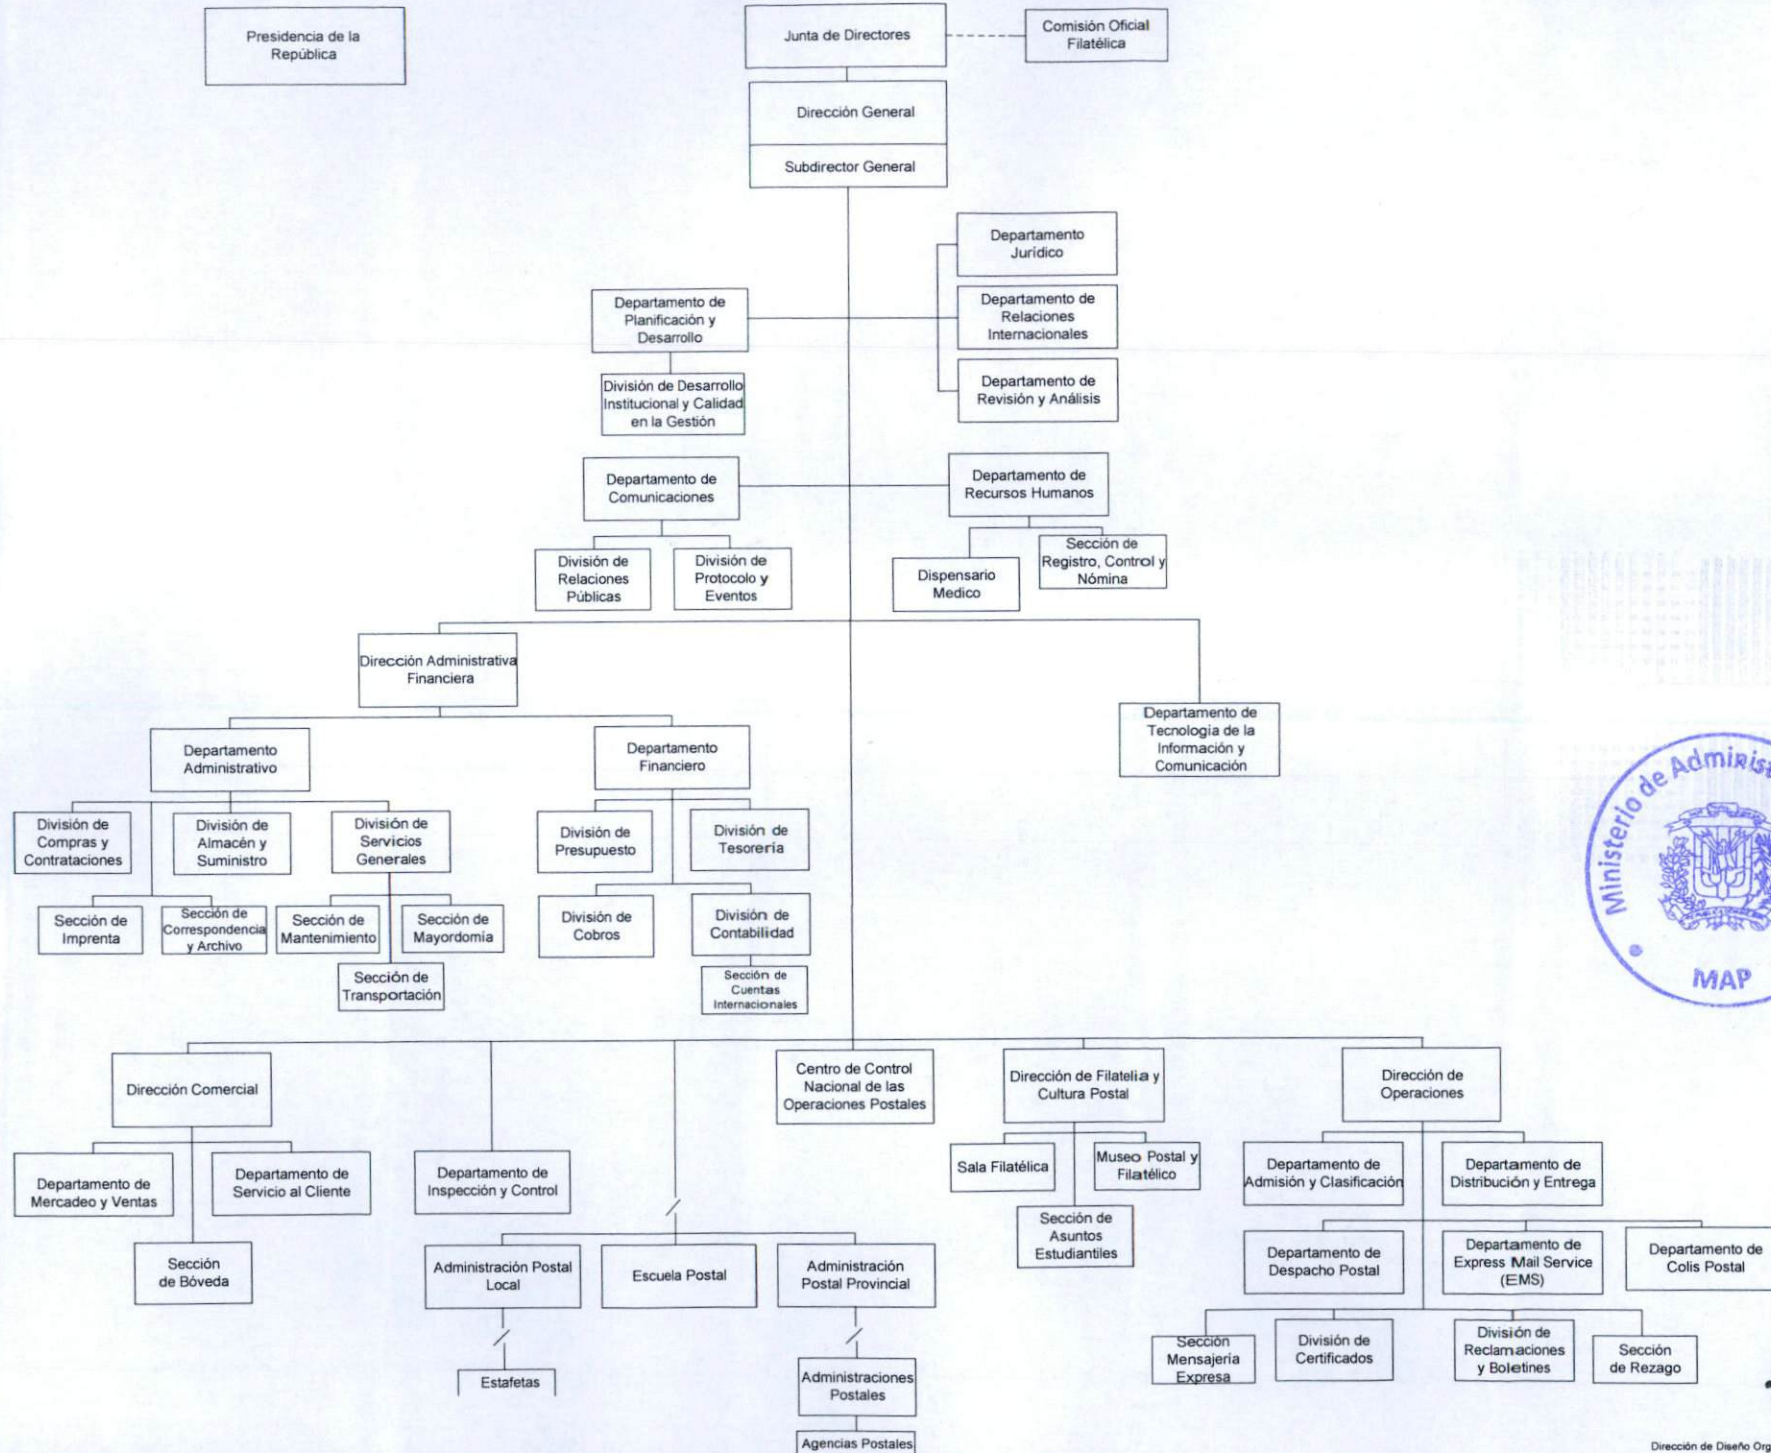 Presidencia de la
República
Junta de Directores
Comisión Oficial
Filatélica
Dirección General
Subdirector General
Departamento
Jurídico
Departamento de
Planificación y
Desarrollo
Departamento de
Relaciones
Internacionales
División de Desarrollo
Institucional y Calidad
en la Gestión
Departamento de
Revisión y Análisis
Departamento de
Comunicaciones
Departamento de
Recursos Humanos
División de
Relaciones
Públicas
División de
Protocolo y
Eventos
Dispensario
Medico
Sección de
Registro, Control y
Nómina
Dirección Administrativa
Financiera
Departamento de
Tecnología de la
Información y
Comunicación
Departamento
Administrativo
Departamento
Financiero
División de
Compras y
Contrataciones
División de
Almacén y
Suministro
División de
Servicios
Generales
División de
Presupuesto
División de
Tesorería
Sección de
Imprenta
Sección de
Correspondencia
y Archivo
Sección de
Mantenimiento
Sección de
Mayordomía
División de
Cobros
División de
Contabilidad
Sección de
Transportación
Sección de
Cuentas
Internacionales
Ministerio de
MAP
Dirección Comercial
Centro de Control
Nacional de las
Operaciones Postales
Dirección de Filatelia y
Cultura Postal
Dirección de
Operaciones
Departamento de
Mercadeo y Ventas
Departamento de
Servicio al Cliente
Departamento de
Inspección y Control
Sala Filatélica
Museo Postal y
Filatélico
Departamento de
Admisión y Clasificación
Departamento de
Distribución y Entrega
Sección
de Bóveda
Administración Postal
Local
Escuela Postal
Administración
Postal Provincial
Sección de
Asuntos
Estudiantiles
Departamento de
Despacho Postal
Departamento de
Express Mail Service
(EMS)
Departamento de
Colis Postal
Estafetas
Administraciones
Postales
Agencias Postales
Sección
Mensajería
Expresa
División de
Certificados
División de
Reclamaciones
y Boletines
Sección
de Rezago
Dirección de Diseño